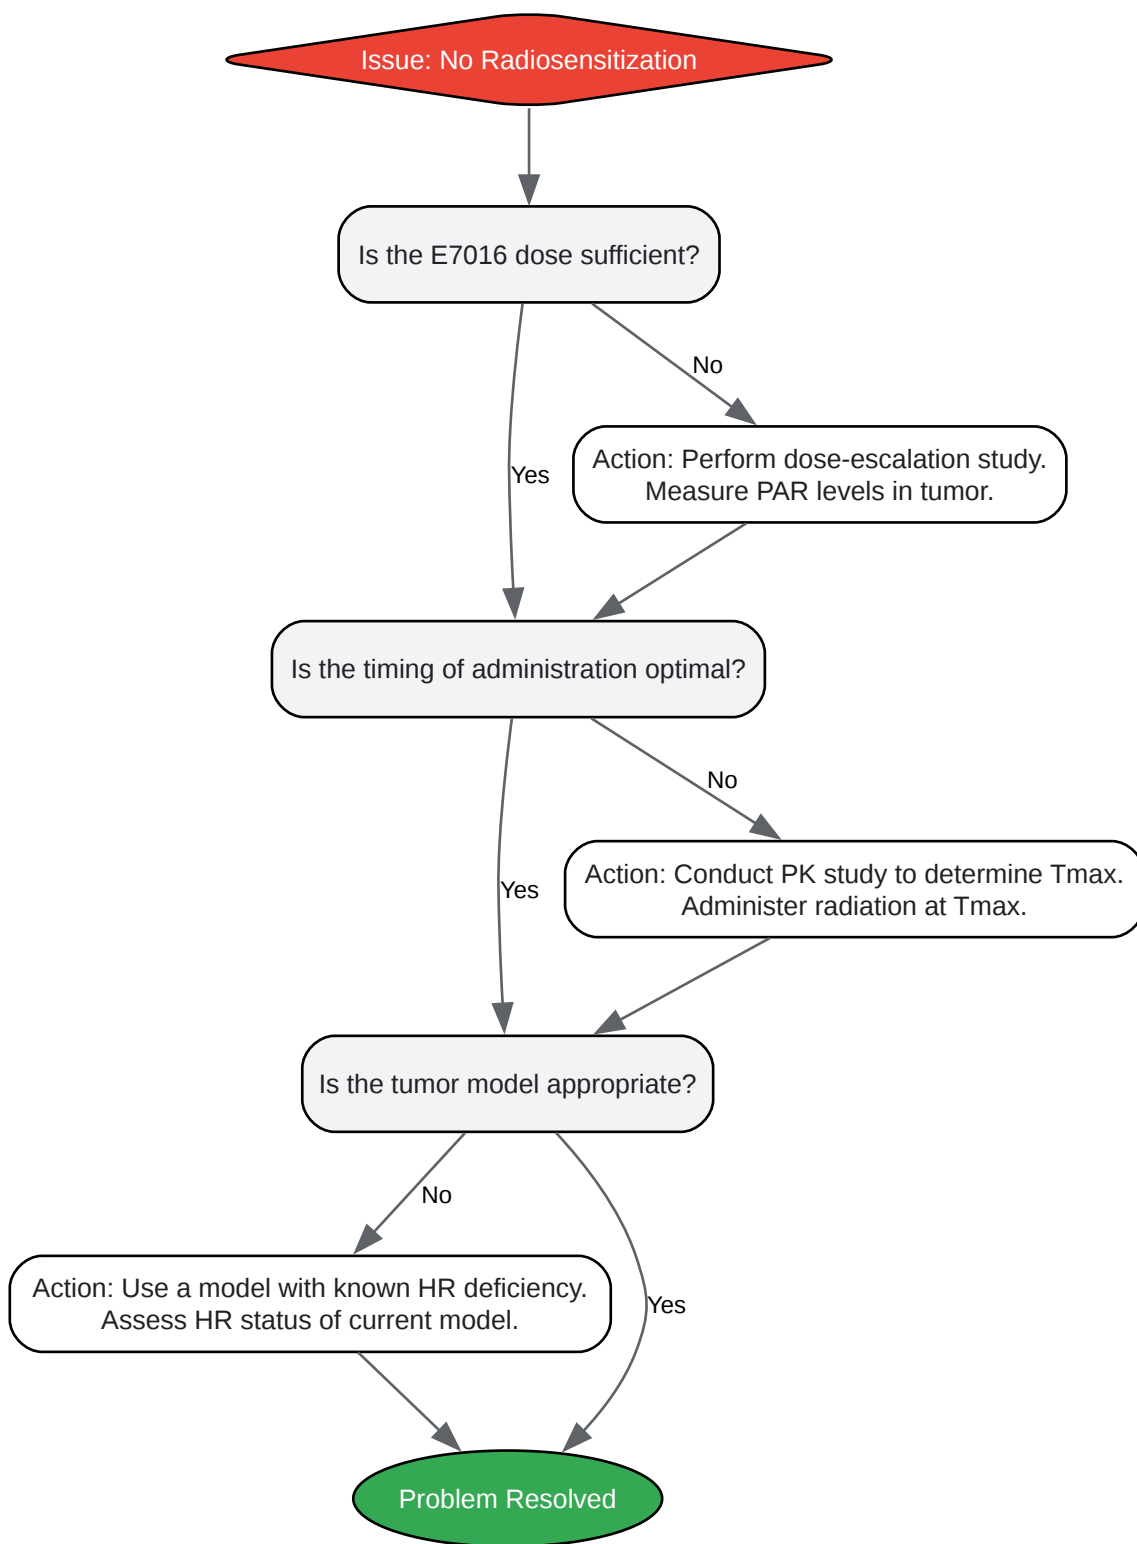 Issue: No Radiosensitization
Is the E7016 dose sufficient?
No
Action: Perform dose-escalation study.
Measure PAR levels in tumor.
Yes
Is the timing of administration optimal?
No
Action: Conduct PK study to determine Tmax.
Administer radiation at Tmax.
Yes
Is the tumor model appropriate?
No
Action: Use a model with known HR deficiency.
Assess HR status of current model.
Yes
Problem Resolved